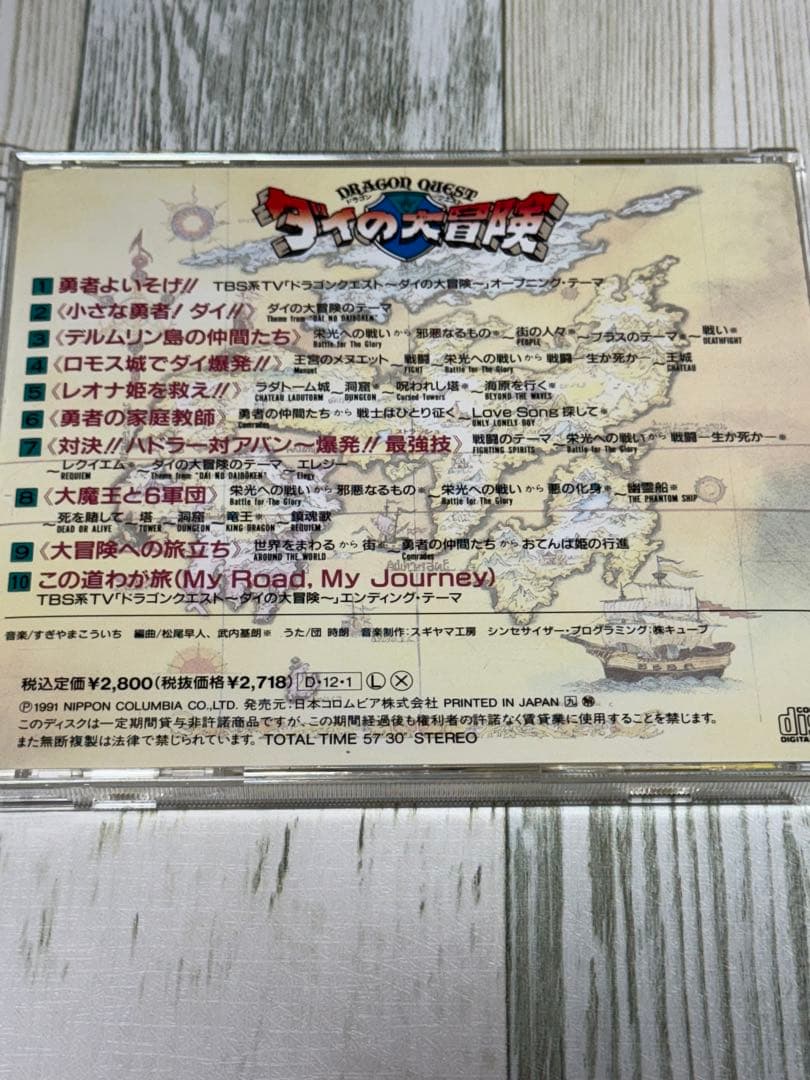 DRAGON QUEST
ドラゴン クエスト
ダイの大冒険
1 勇者よいそげ!! TBS系TV「ドラゴンクエスト〜ダイの大冒険〜」オープニング・テーマ
2 《小さな勇者!ダイ!!》 ダイの大冒険のテーマ
Theme from "DAI NO DAIBOKEN"
3 《デルムリン島の仲間たち》 栄光への戦いから邪悪なるもの※〜街の人々※〜ブラスのテーマ※〜戦い※
Battle for The Glory PEOPLE DEATHFIGHT
4 《ロモス城でダイ爆発!!》 王宮のメヌエット〜戦闘〜栄光への戦いから戦闘—生か死か—〜王城
Manuet FIGHT Battle for The Glory CHATEAU
5 《レオナ姫を救え!!》 ラダトーム城〜洞窟※〜呪われし塔※〜海原を行く※
CHATEAU LADUTORM DUNGEON Cursed Towers BEYOND THE WAVES
6 《勇者の家庭教師》 勇者の仲間たちから戦士はひとり征く〜Love Song 探して※
Comrades ONLY LONELY BOY
7 《対決!!ハドラー対アバン〜爆発!!最強技》 戦闘のテーマ〜栄光への戦いから戦闘—生か死か—※
FIGHTING SPIRITS Battle for The Glory
〜レクイエム※〜ダイの大冒険のテーマ〜エレジー
REQUIEM Theme from "DAI NO DAIBOKEN" Elegy
8 《大魔王と6軍団》 栄光への戦いから邪悪なるもの※〜栄光への戦いから悪の化身※〜幽霊船※
Battle for The Glory Battle for The Glory THE PHANTOM SHIP
〜死を賭して〜塔〜洞窟〜竜王※〜鎮魂歌
DEAD OR ALIVE TOWER DUNGEON KING DRAGON REQUIEM
9 《大冒険への旅立ち》 世界をまわるから街※〜勇者の仲間たちからおてんば姫の行進
AROUND THE WORLD Comrades
10 この道わが旅(My Road, My Journey)
TBS系TV「ドラゴンクエスト〜ダイの大冒険〜」エンディング・テーマ
音楽/すぎやまこういち 編曲/松尾早人、武内基朗※ うた/団 時朗 音楽制作:スギヤマ工房 シンセサイザー・プログラミング:㈱キューブ
税込定価¥2,800(税抜価格¥2,718) D・12・1 Ⓛ ⓧ
Ⓟ1991 NIPPON COLUMBIA CO., LTD. 発売元:日本コロムビア株式会社 PRINTED IN JAPAN 九
このディスクは一定期間貸与非許諾商品ですが、この期間経過後も権利者の許諾なく賃貸業に使用することを禁じます。
また無断複製は法律で禁じられています。 TOTAL TIME 57'30" STEREO